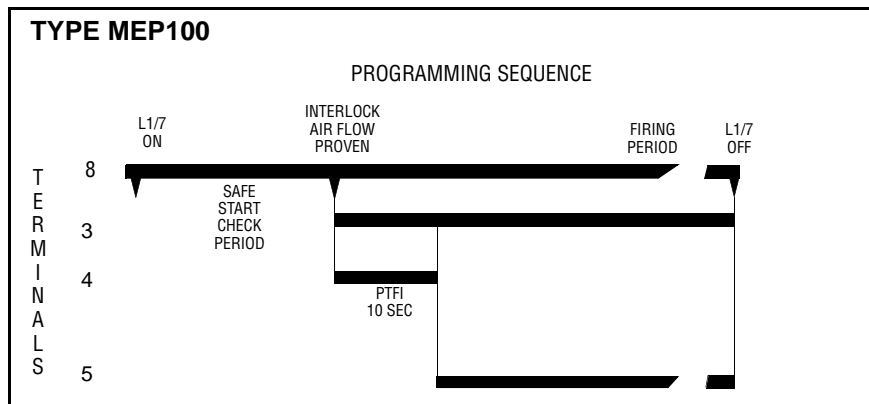 TYPE MEP100
PROGRAMMING SEQUENCE
L1/7
ON
INTERLOCK
AIR FLOW
PROVEN
FIRING
PERIOD
L1/7
OFF
TERMINALS
8
SAFE
START
CHECK
PERIOD
3
4
PTFI
10 SEC
5